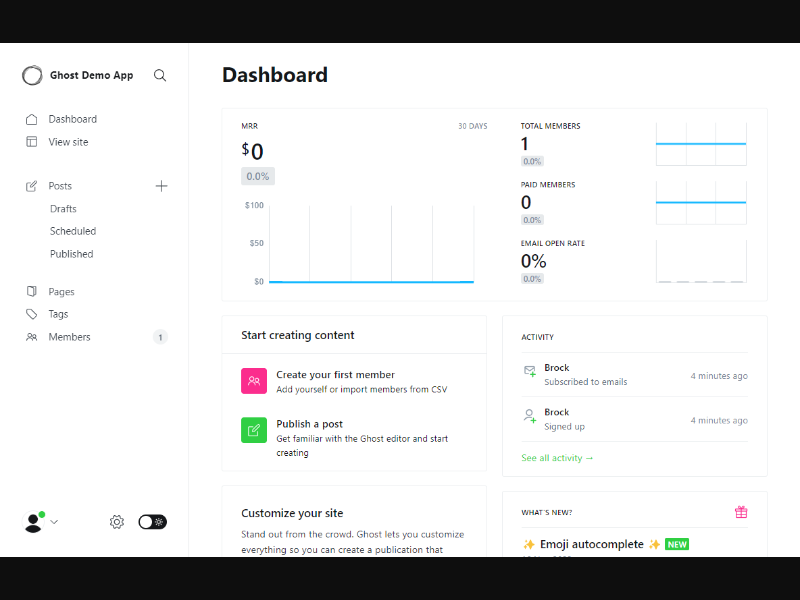 Ghost Demo App
Dashboard
View site
Posts
Drafts
Scheduled
Published
Pages
Tags
Members 1
Dashboard
MRR
30 DAYS
$0
0.0%
$100
$50
$0
TOTAL MEMBERS
1
0.0%
PAID MEMBERS
0
0.0%
EMAIL OPEN RATE
0%
0.0%
Start creating content
Create your first member
Add yourself or import members from CSV
Publish a post
Get familiar with the Ghost editor and start
creating
Customize your site
Stand out from the crowd. Ghost lets you customize
everything so you can create a publication that
ACTIVITY
Brock
Subscribed to emails
4 minutes ago
Brock
Signed up
4 minutes ago
See all activity →
WHAT'S NEW?
✨ Emoji autocomplete ✨ NEW